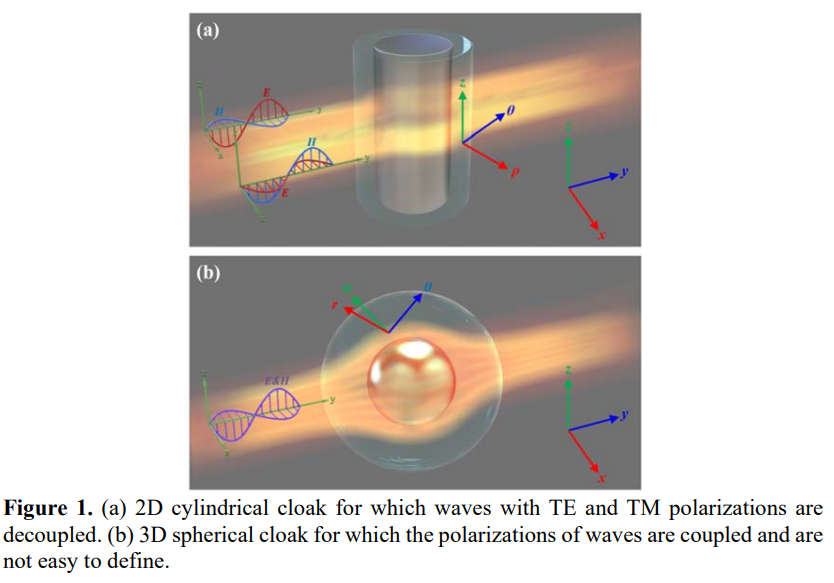 (a)
z
E
H
y
x
H
y
E
z
θ
ρ
z
y
x
(b)
θ
r
z
E&H
y
x
z
y
x
Figure 1. (a) 2D cylindrical cloak for which waves with TE and TM polarizations are
decoupled. (b) 3D spherical cloak for which the polarizations of waves are coupled and are
not easy to define.